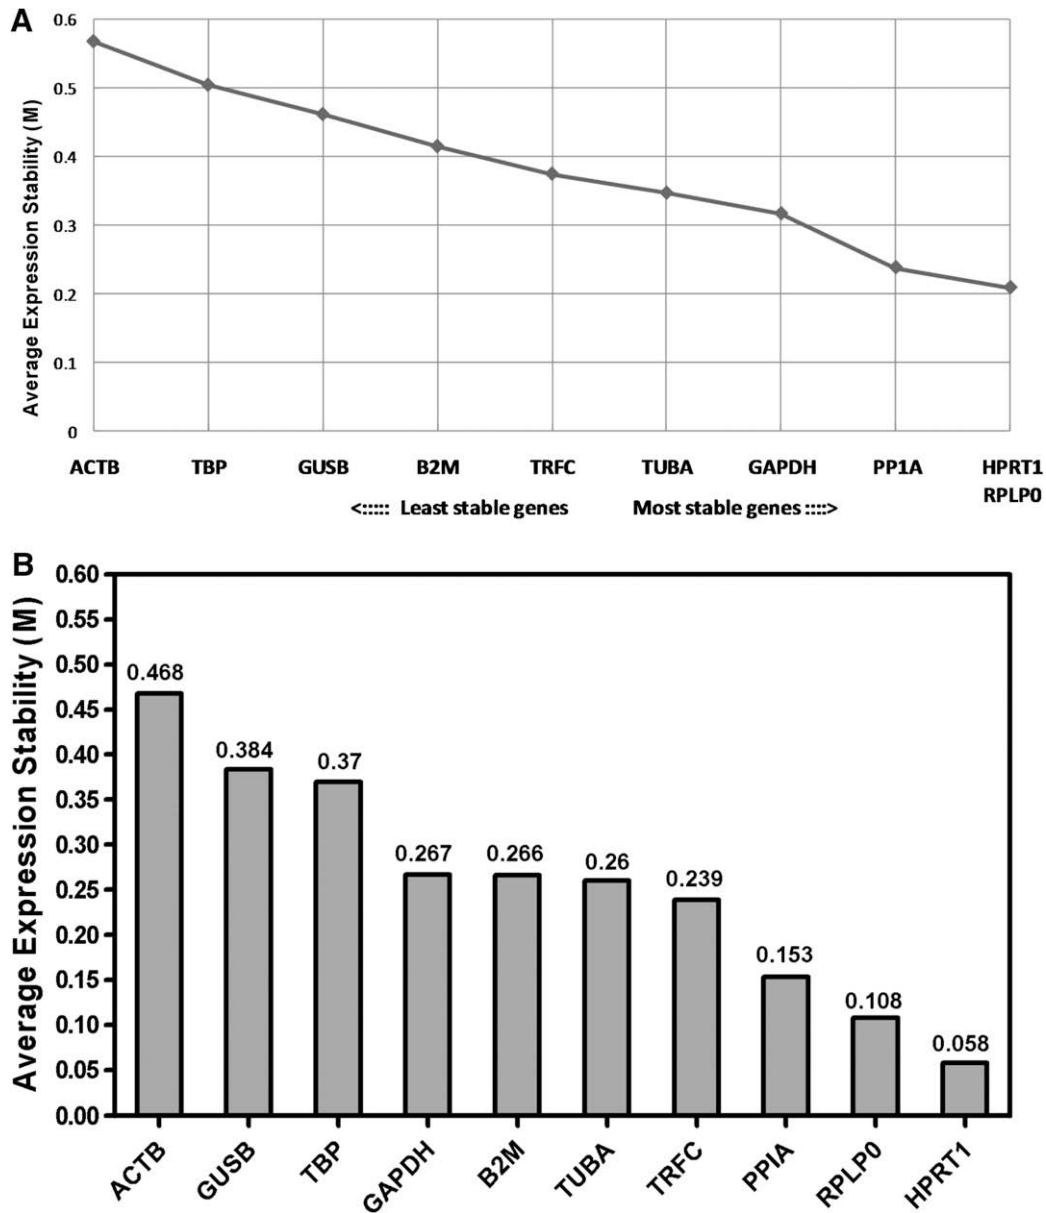 A
Average Expression Stability (M)
0.6
0.5
0.4
0.3
0.2
0.1
0
ACTB TBP GUSB B2M TRFC TUBA GAPDH PP1A HPRT1
RPLP0
<::::: Least stable genes Most stable genes ::::>
B
Average Expression Stability (M)
0.60
0.55
0.50
0.45
0.40
0.35
0.30
0.25
0.20
0.15
0.10
0.05
0.00
0.468
0.384
0.37
0.267
0.266
0.26
0.239
0.153
0.108
0.058
ACTB
GUSB
TBP
GAPDH
B2M
TUBA
TRFC
PPIA
RPLP0
HPRT1